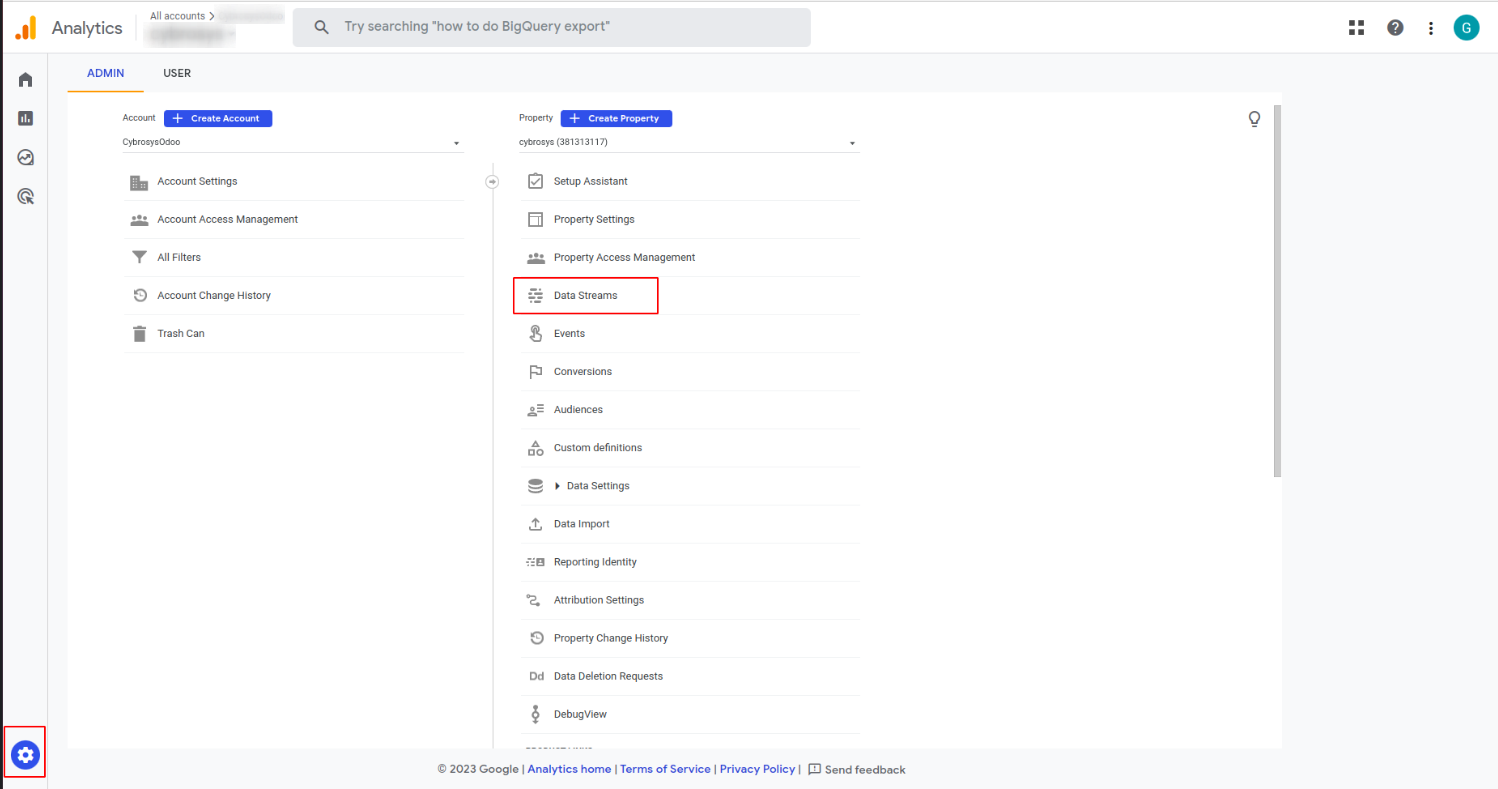 All accounts >
Analytics
Try searching "how to do BigQuery export"
G
ADMIN USER
Account + Create Account
CybrosysOdoo
Account Settings
Account Access Management
All Filters
Account Change History
Trash Can
Property + Create Property
cybrosys (381313117)
Setup Assistant
Property Settings
Property Access Management
Data Streams
Events
Conversions
Audiences
Custom definitions
Data Settings
Data Import
Reporting Identity
Attribution Settings
Property Change History
Dd Data Deletion Requests
DebugView
© 2023 Google | Analytics home | Terms of Service | Privacy Policy | Send feedback